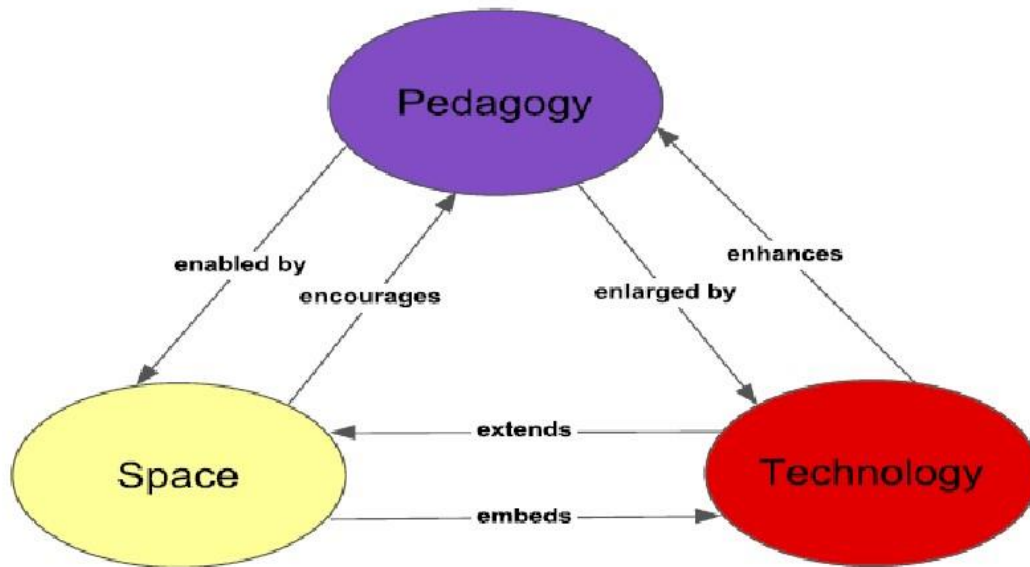 Pedagogy
enhances
enabled by
encourages
enlarged by
extends
Space
Technology
embeds